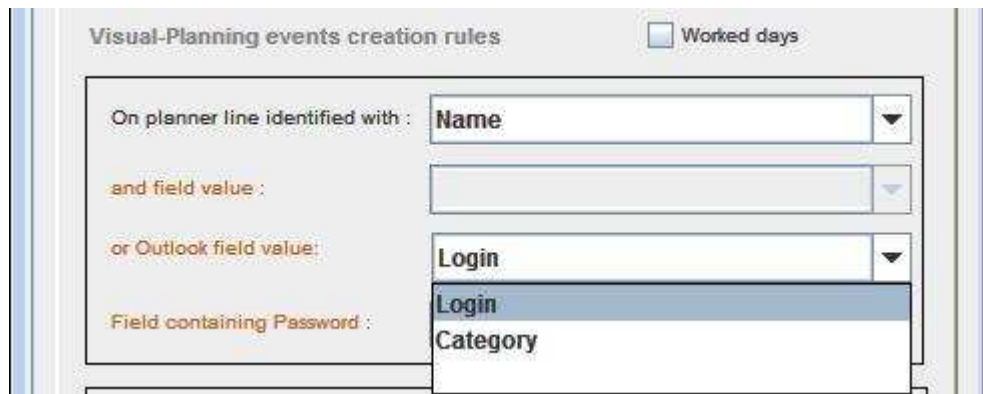 Visual-Planning events creation rules Worked days
On planner line identified with : Name
and field value :
or Outlook field value: Login
Login
Field containing Password :
Category